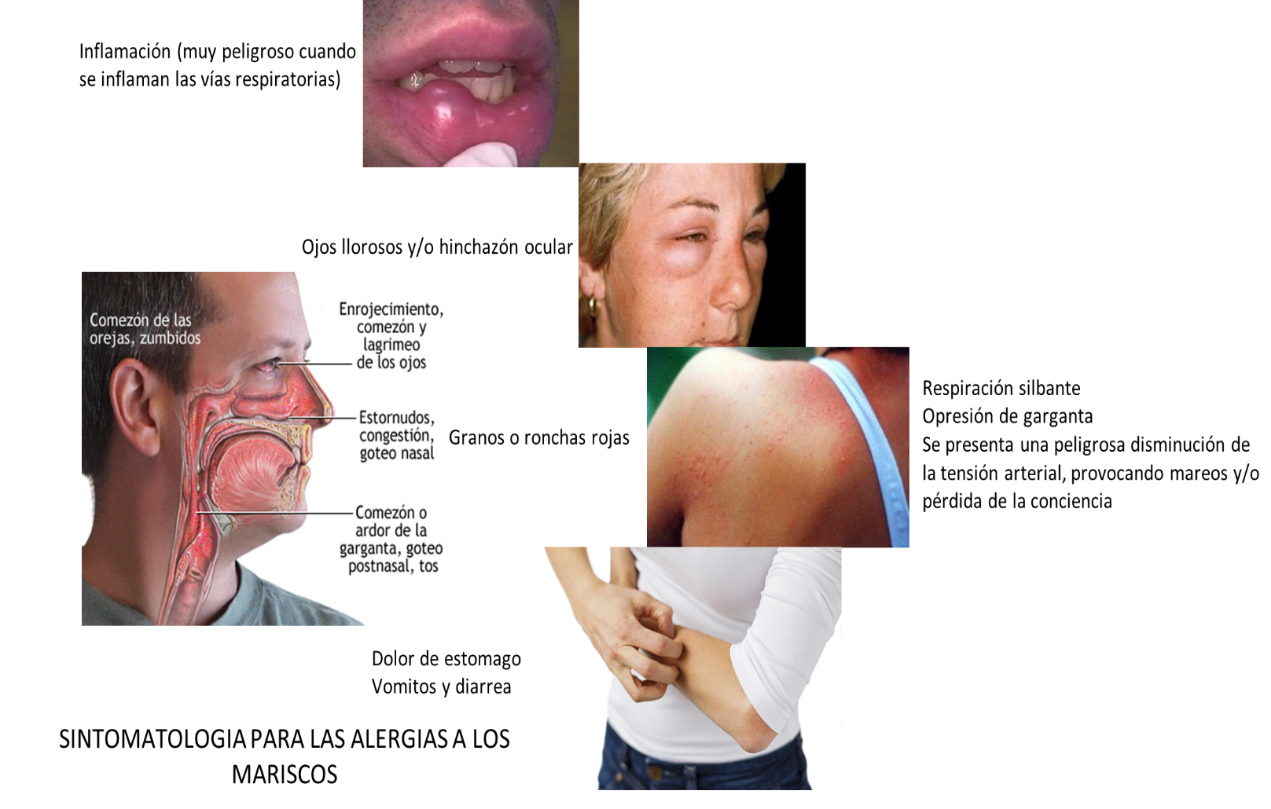 Inflamación (muy peligroso cuando
se inflaman las vías respiratorias)
Ojos llorosos y/o hinchazón ocular
Comezón de las
orejas, zumbidos
Enrojecimiento,
comezón y
lagrimeo
de los ojos
Estornudos,
congestión,
goteo nasal
Comezón o
ardor de la
garganta, goteo
postnasal, tos
Granos o ronchas rojas
Respiración silbante
Opresión de garganta
Se presenta una peligrosa disminución de
la tensión arterial, provocando mareos y/o
pérdida de la conciencia
Dolor de estomago
Vomitos y diarrea
SINTOMATOLOGIA PARA LAS ALERGIAS A LOS
MARISCOS